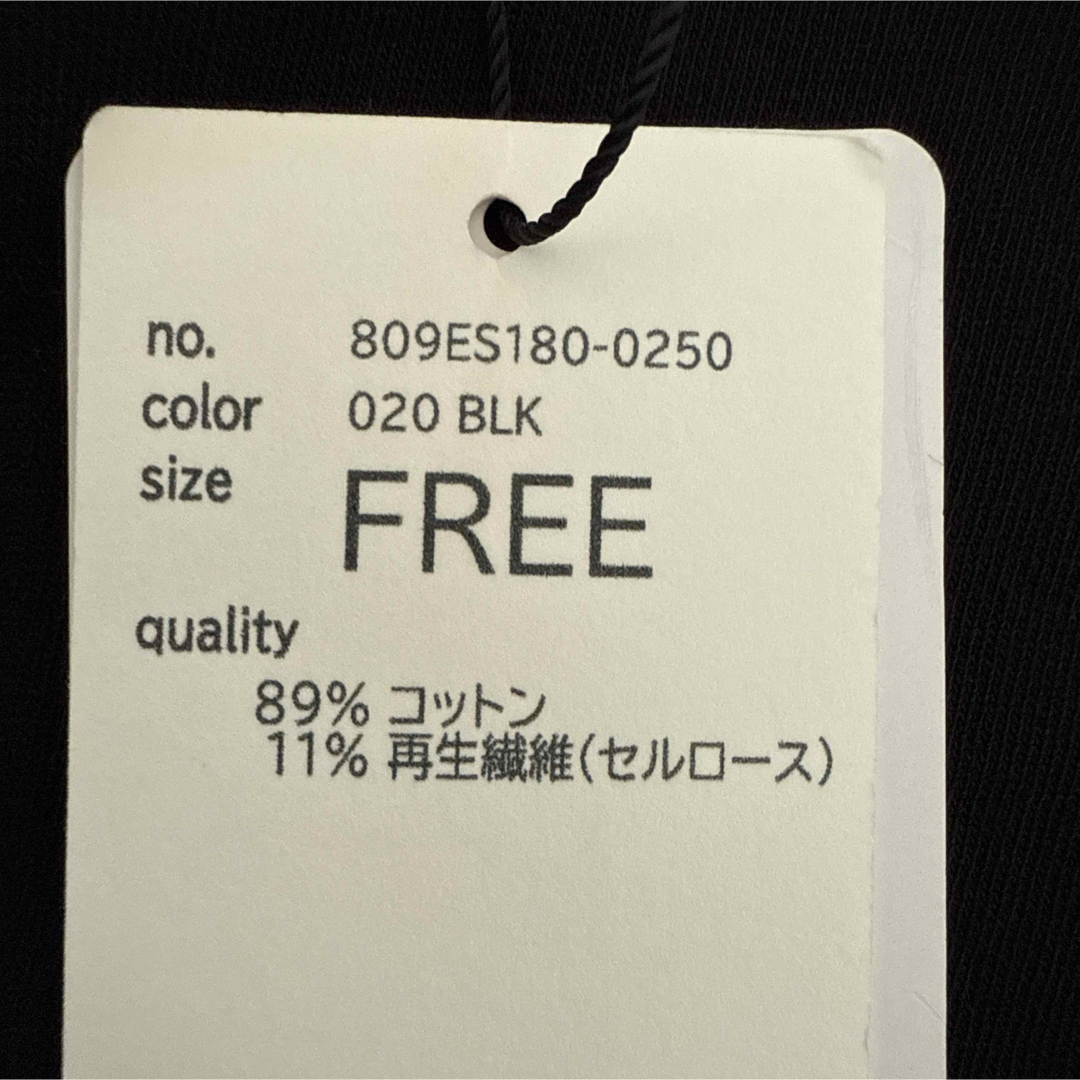 no. 809ES180-0250
color 020 BLK
size FREE
quality
89% コットン
11% 再生繊維(セルロース)